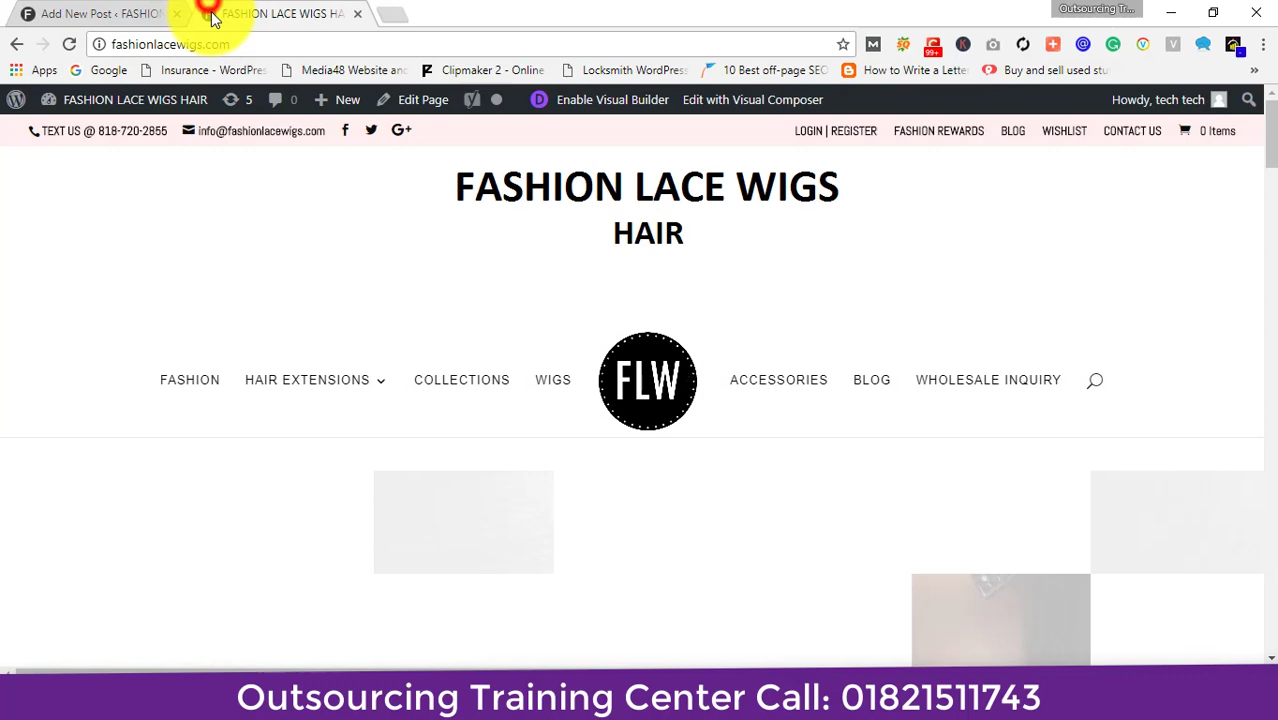 Add New Post ‹ FASHION
FASHION LACE WIGS HA
Outsourcing Tr...
fashionlacewigs.com
99+
Apps
Google
Insurance - WordPre
Media48 Website and
Clipmaker 2 - Online
Locksmith WordPress
10 Best off-page SEO
How to Write a Letter
Buy and sell used stu
»
FASHION LACE WIGS HAIR
5
0
New
Edit Page
Enable Visual Builder
Edit with Visual Composer
Howdy, tech tech
TEXT US @ 818-720-2855
info@fashionlacewigs.com
LOGIN | REGISTER
FASHION REWARDS
BLOG
WISHLIST
CONTACT US
0 Items
FASHION LACE WIGS
HAIR
FASHION
HAIR EXTENSIONS
COLLECTIONS
WIGS
FLW
ACCESSORIES
BLOG
WHOLESALE INQUIRY
Outsourcing Training Center Call: 01821511743